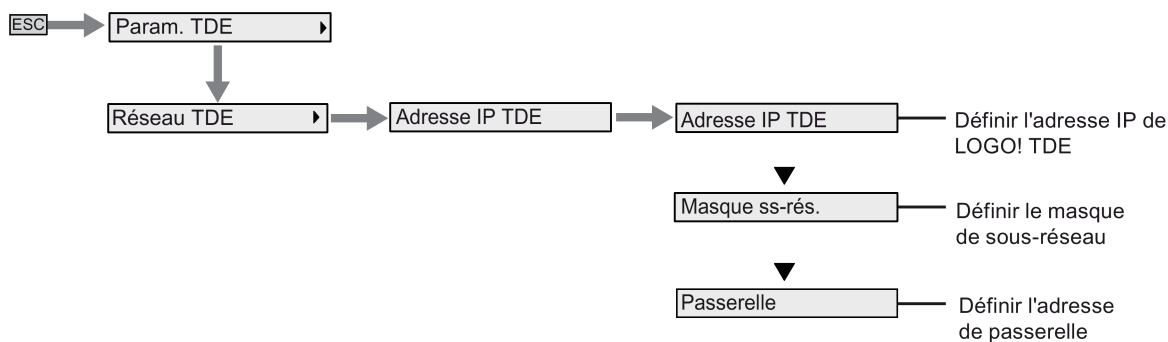 ESC
Param. TDE
Réseau TDE
Adresse IP TDE
Adresse IP TDE
Définir l'adresse IP de
LOGO! TDE
Masque ss-rés.
Définir le masque
de sous-réseau
Passerelle
Définir l'adresse
de passerelle